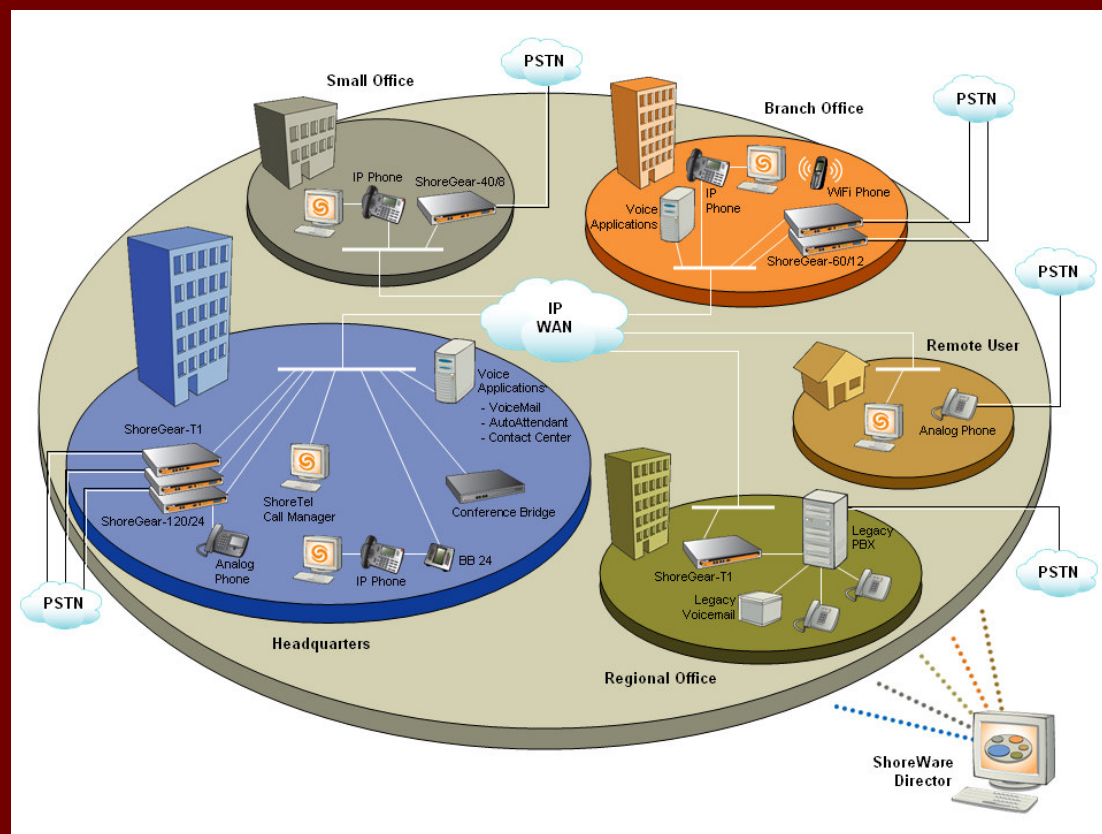 PSTN
Small Office
IP Phone
ShoreGear-40/8
Branch Office
PSTN
IP
Phone
WiFi Phone
Voice
Applications
ShoreGear-60/12
PSTN
IP
WAN
Remote User
Analog Phone
Voice
Applications
- VoiceMail
- AutoAttendant
- Contact Center
ShoreGear-T1
ShoreTel
Call Manager
Conference Bridge
ShoreGear-120/24
Analog
Phone
IP Phone
BB 24
PSTN
Headquarters
Legacy
PBX
ShoreGear-T1
Legacy
Voicemail
PSTN
Regional Office
ShoreWare
Director